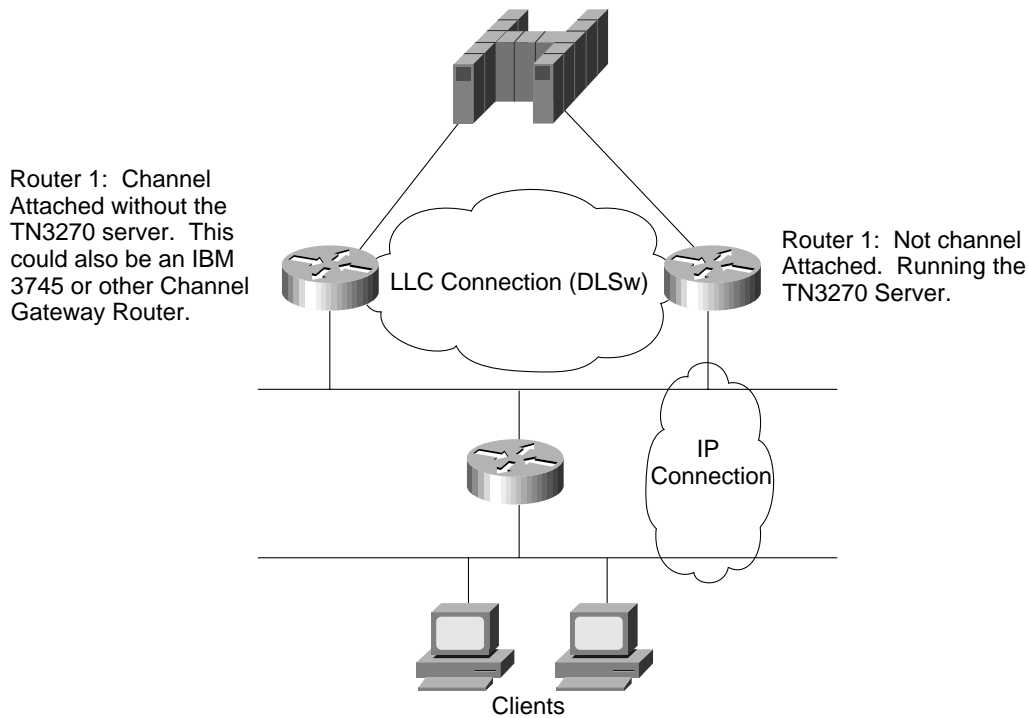 Router 1:  Channel
Attached without the
TN3270 server.  This
could also be an IBM
3745 or other Channel
Gateway Router.
LLC Connection (DLSw)
Router 1:  Not channel
Attached.  Running the
TN3270 Server.
IP
Connection
Clients